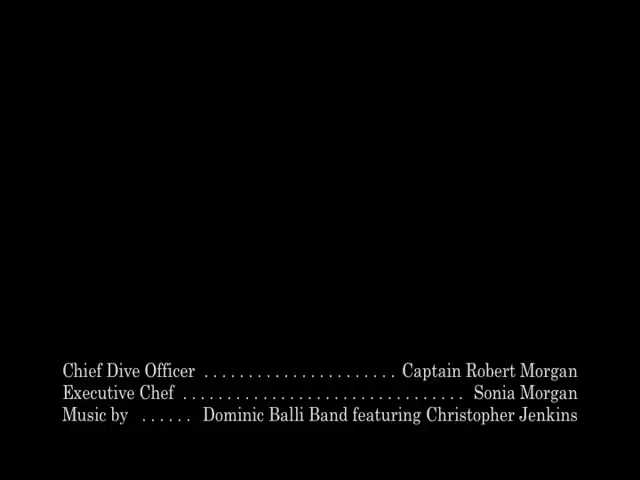 Chief Dive Officer ...................... Captain Robert Morgan
Executive Chef ................................ Sonia Morgan
Music by ...... Dominic Balli Band featuring Christopher Jenkins